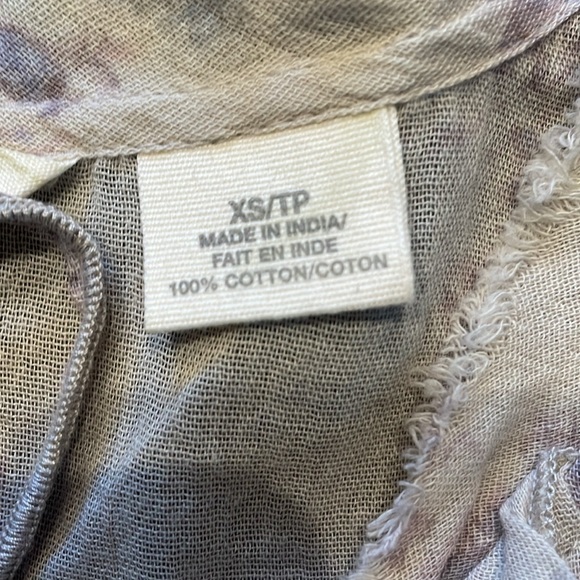 XS/TP
MADE IN INDIA/
FAIT EN INDE
100% COTTON/COTON